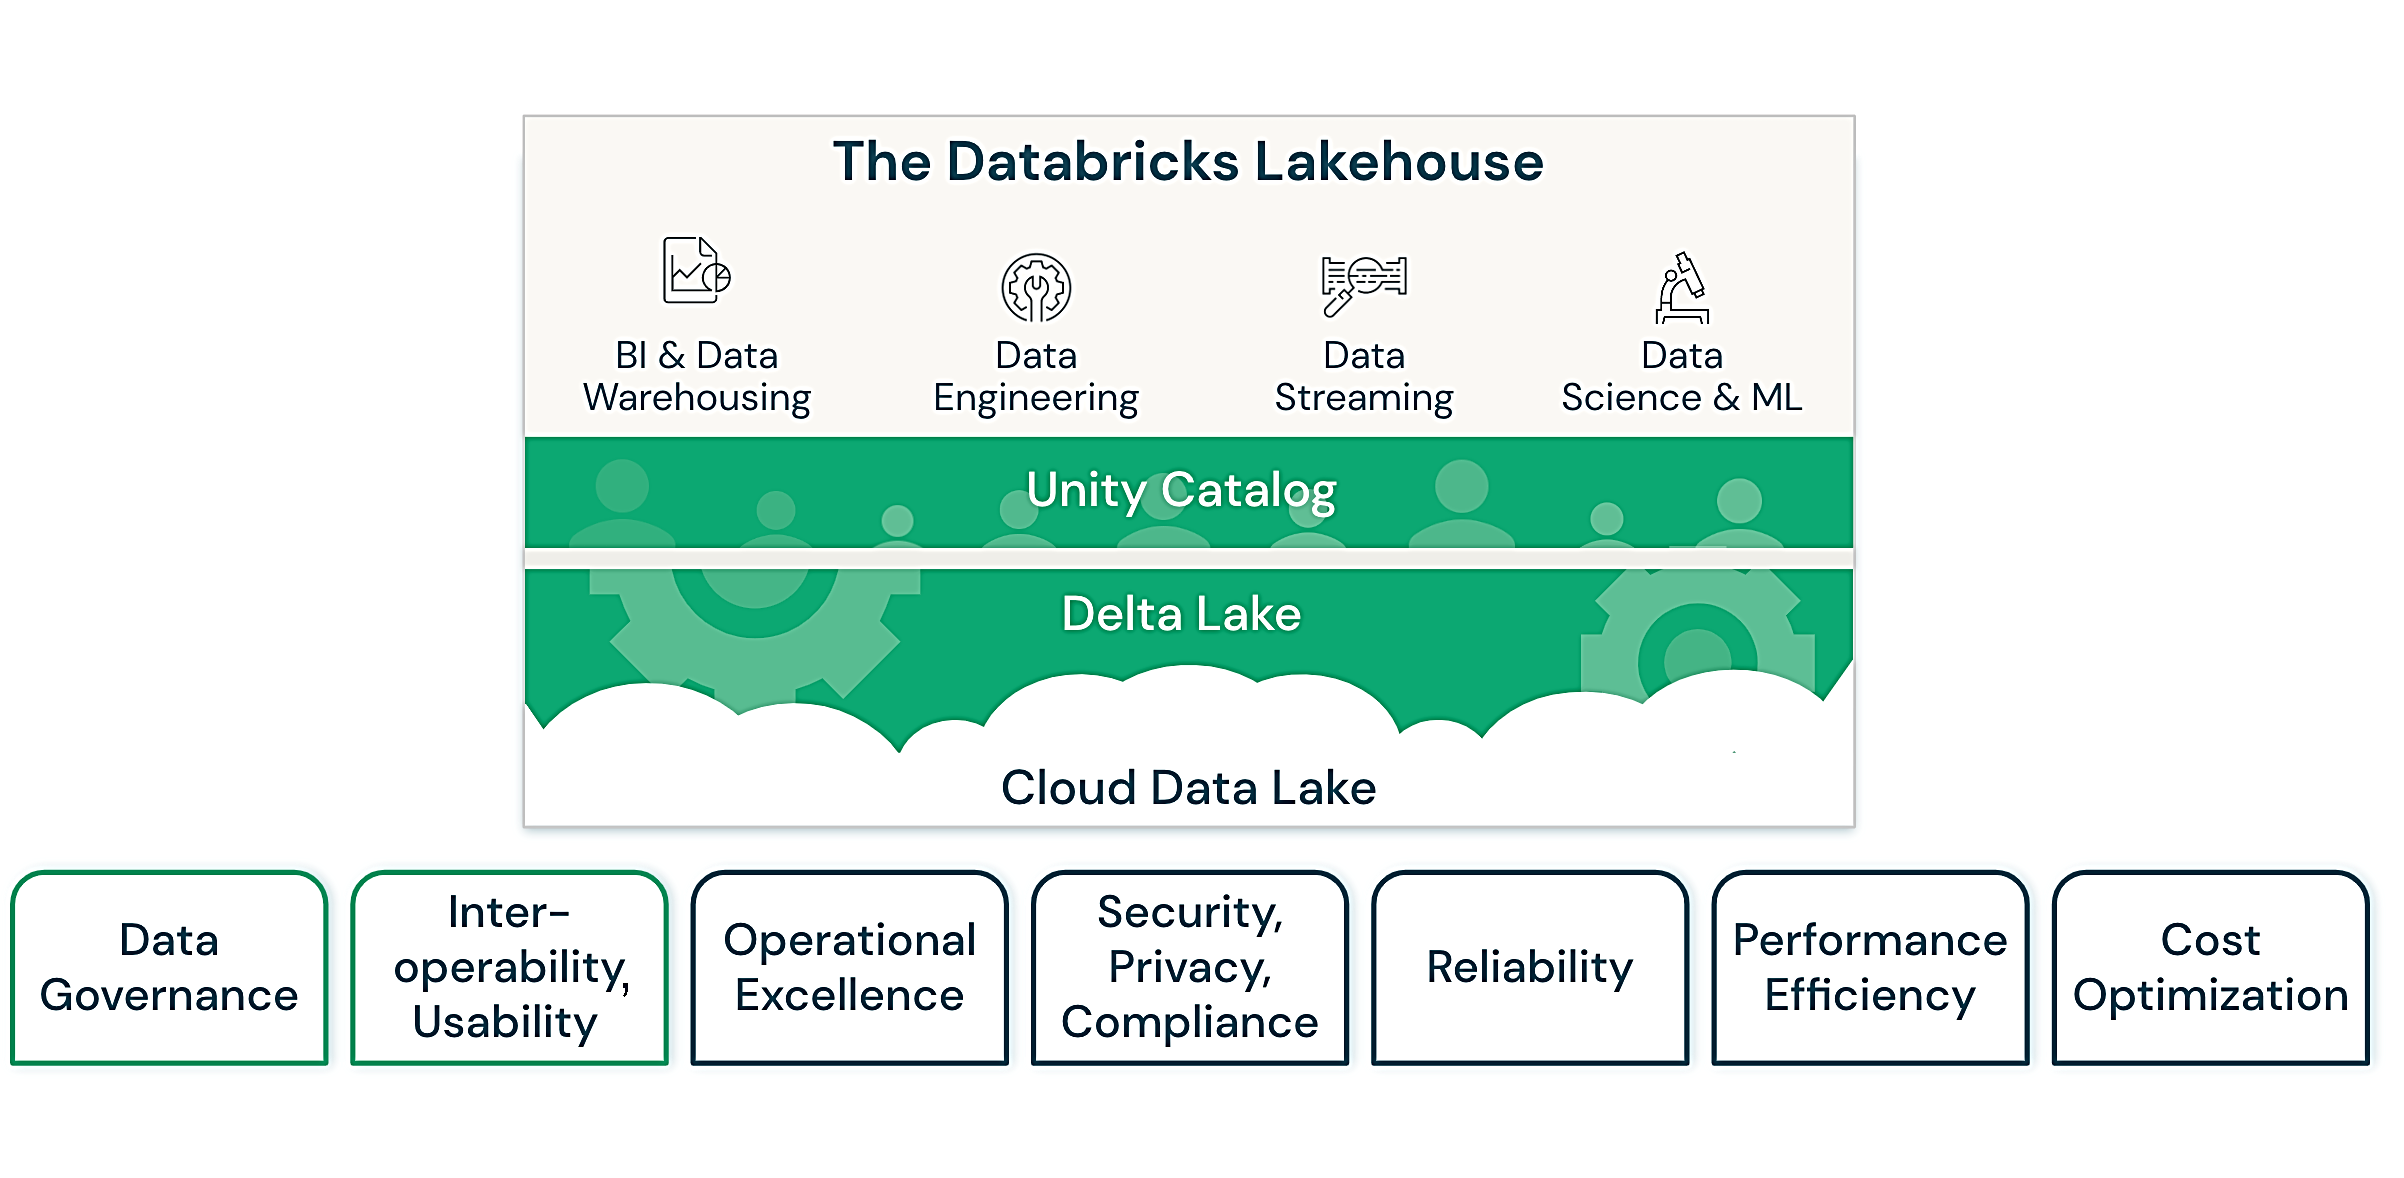 The Databricks Lakehouse
BI & Data
Warehousing
Data
Engineering
Data
Streaming
Data
Science & ML
Unity Catalog
Delta Lake
Cloud Data Lake
Data
Governance
Inter-
operability,
Usability
Operational
Excellence
Security,
Privacy,
Compliance
Reliability
Performance
Efficiency
Cost
Optimization